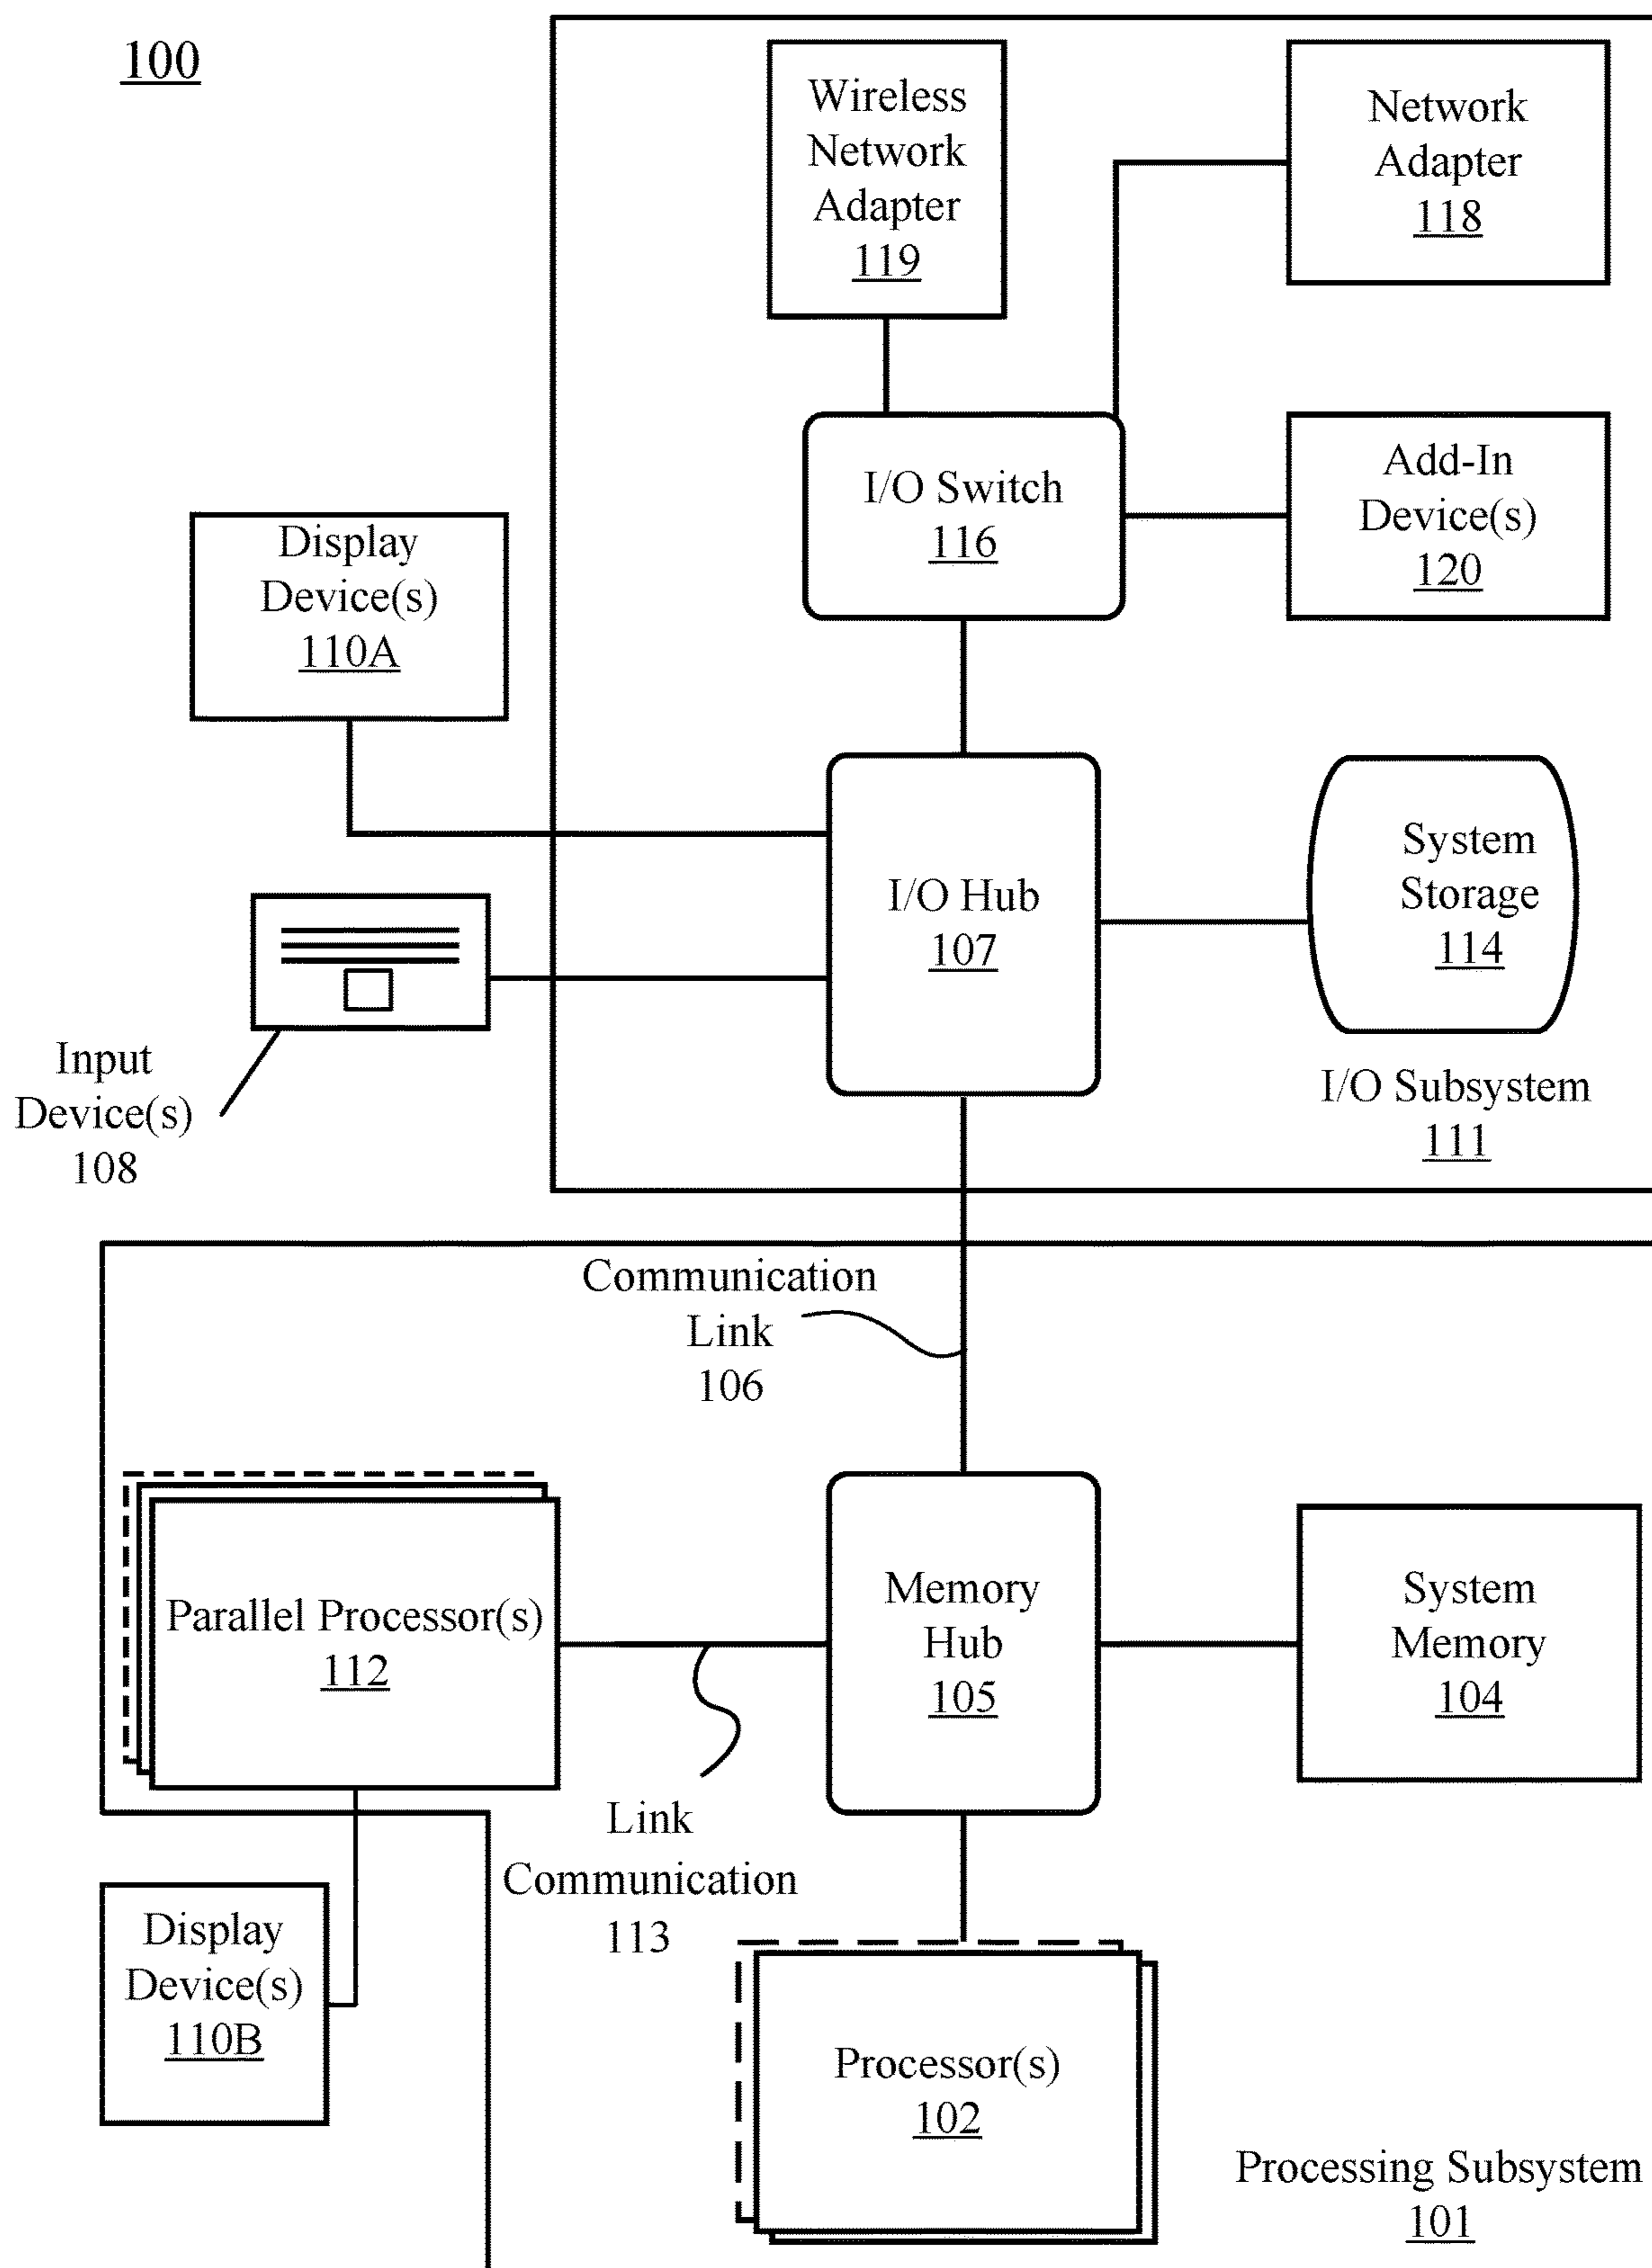 100
Wireless
Network
Adapter
119
Network
Adapter
118
I/O Switch
116
Add-In
Device(s)
120
Display
Device(s)
110A
I/O Hub
107
System
Storage
114
Input
Device(s)
108
I/O Subsystem
111
Communication
Link
106
Parallel Processor(s)
112
Memory
Hub
105
System
Memory
104
Link
Communication
113
Display
Device(s)
110B
Processor(s)
102
Processing Subsystem
101